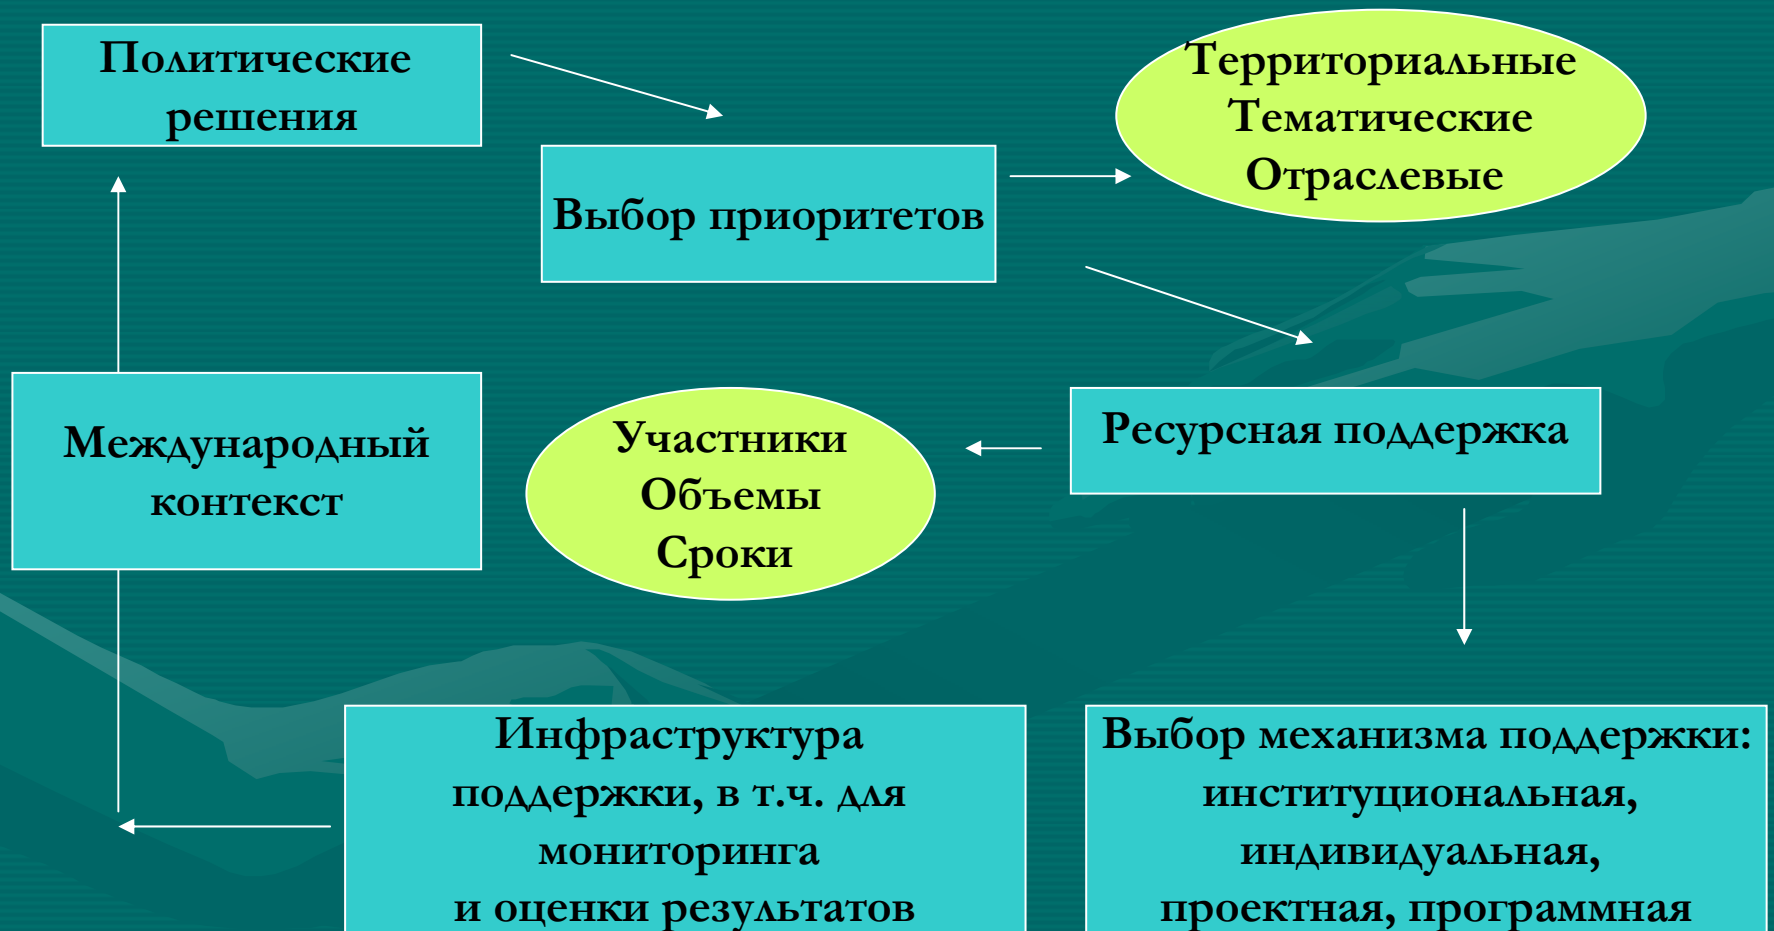 Политические
решения
Территориальные
Тематические
Отраслевые
Выбор приоритетов
Международный
контекст
Участники
Объемы
Сроки
Ресурсная поддержка
Инфраструктура
поддержки, в т.ч. для
мониторинга
и оценки результатов
Выбор механизма поддержки:
институциональная,
индивидуальная,
проектная, программная